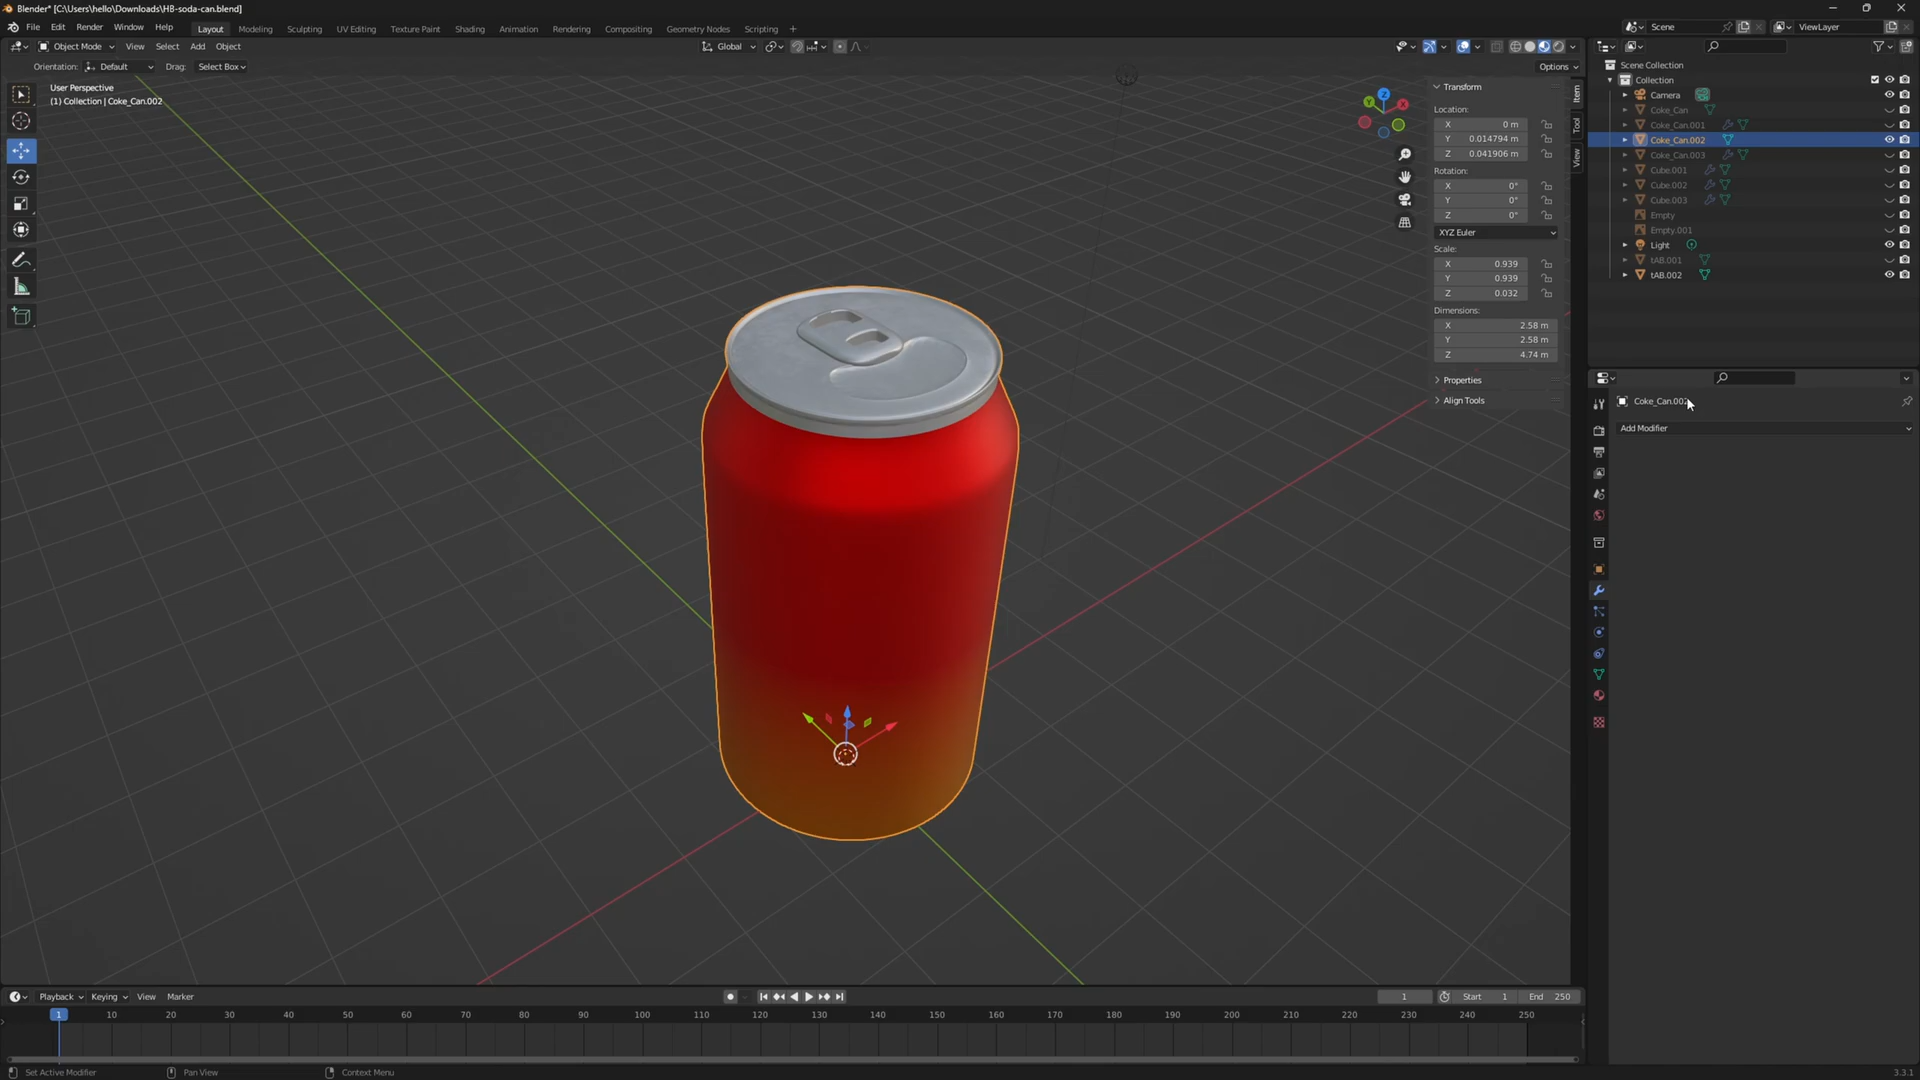 Blender* [C:\Users\hello\Downloads\HB-soda-can.blend]
File Edit Render Window Help Layout Modeling Sculpting UV Editing Texture Paint Shading Animation Rendering Compositing Geometry Nodes Scripting + Scene ViewLayer
Object Mode View Select Add Object Global
Orientation: Default Drag: Select Box Options
User Perspective
(1) Collection | Coke_Can.002
Z
Y
X
Transform
Location:
X 0 m
Y 0.014794 m
Z 0.041906 m
Rotation:
X 0°
Y 0°
Z 0°
XYZ Euler
Scale:
X 0.939
Y 0.939
Z 0.032
Dimensions:
X 2.58 m
Y 2.58 m
Z 4.74 m
Properties
Align Tools
Item
Tool
View
Scene Collection
Collection
Camera
Coke_Can
Coke_Can.001
Coke_Can.002
Coke_Can.003
Cube.001
Cube.002
Cube.003
Empty
Empty.001
Light
tAB.001
tAB.002
Coke_Can.002
Add Modifier
Playback Keying View Marker 1 Start 1 End 250
1 10 20 30 40 50 60 70 80 90 100 110 120 130 140 150 160 170 180 190 200 210 220 230 240 250
Set Active Modifier Pan View Context Menu 3.3.1